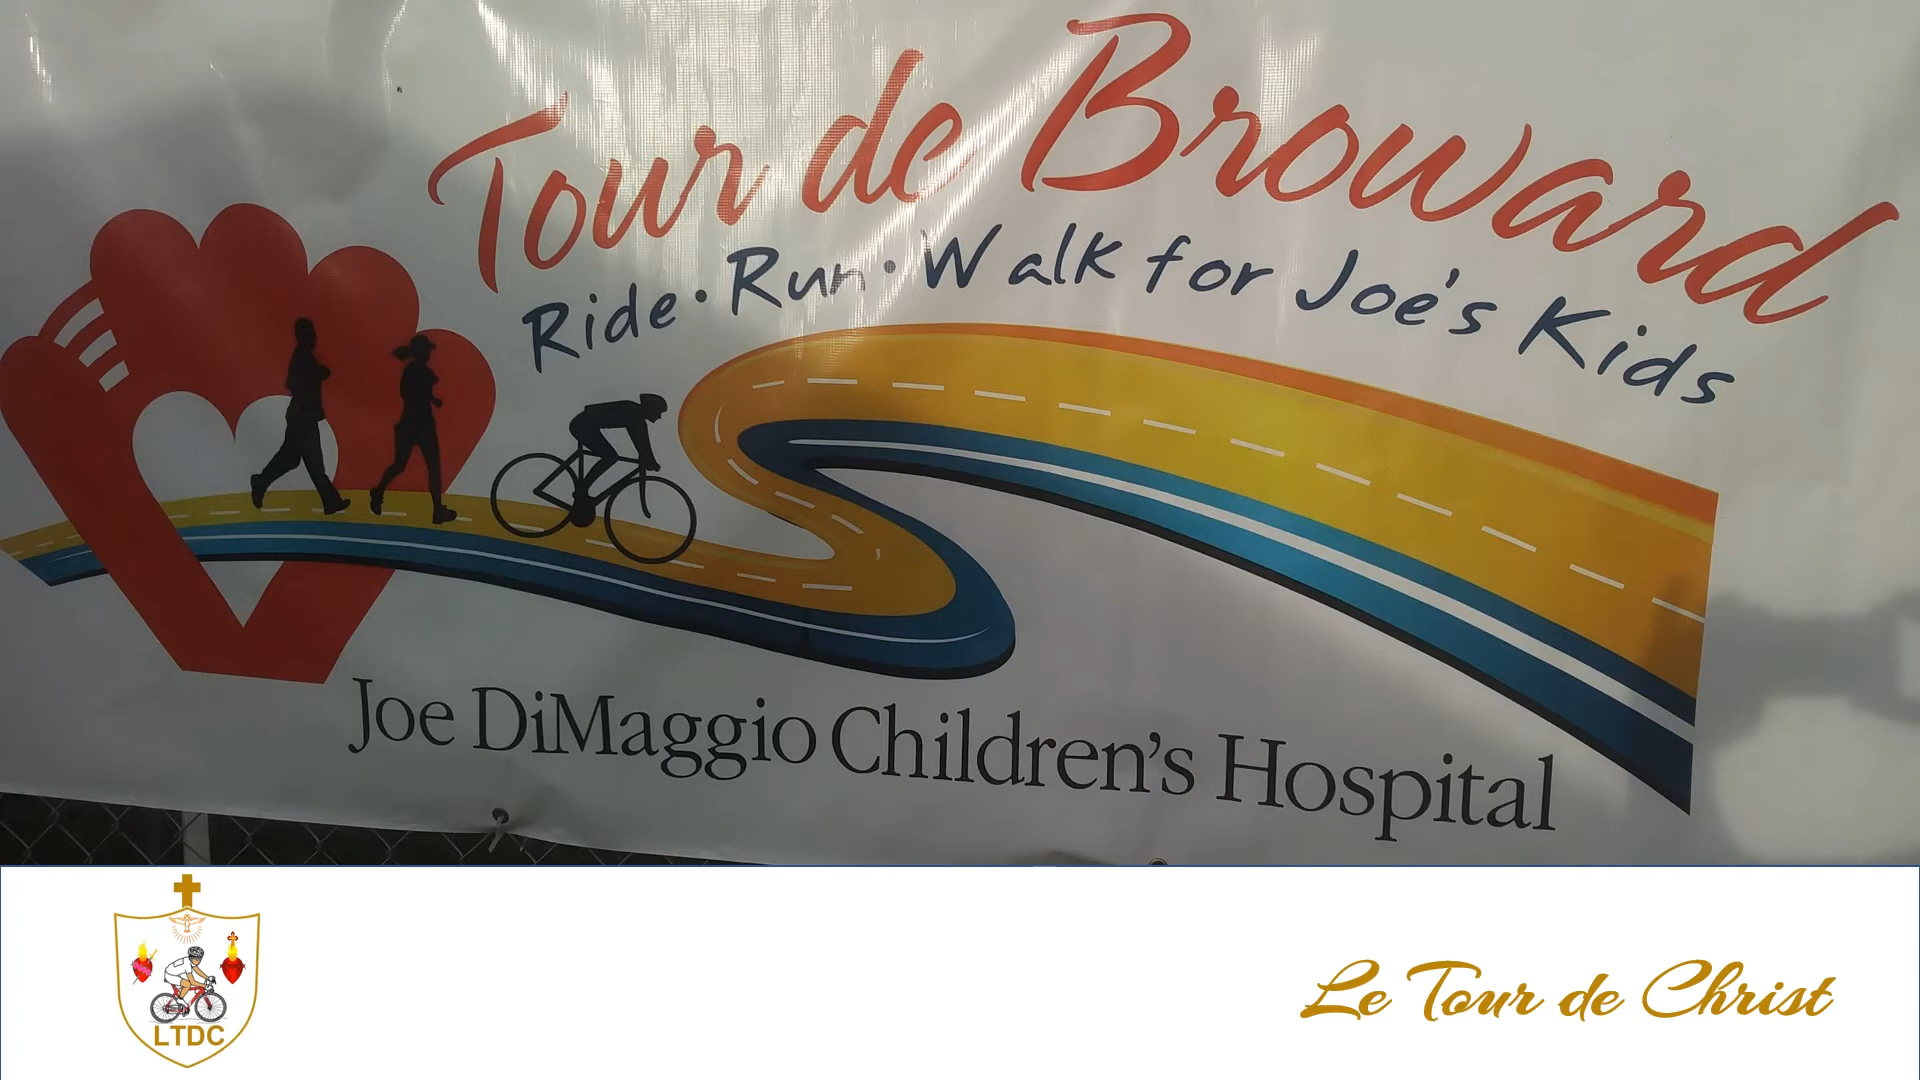 Tour de Broward
Ride • Run • Walk for Joe's Kids
Joe DiMaggio Children's Hospital
LTDC
Le Tour de Christ